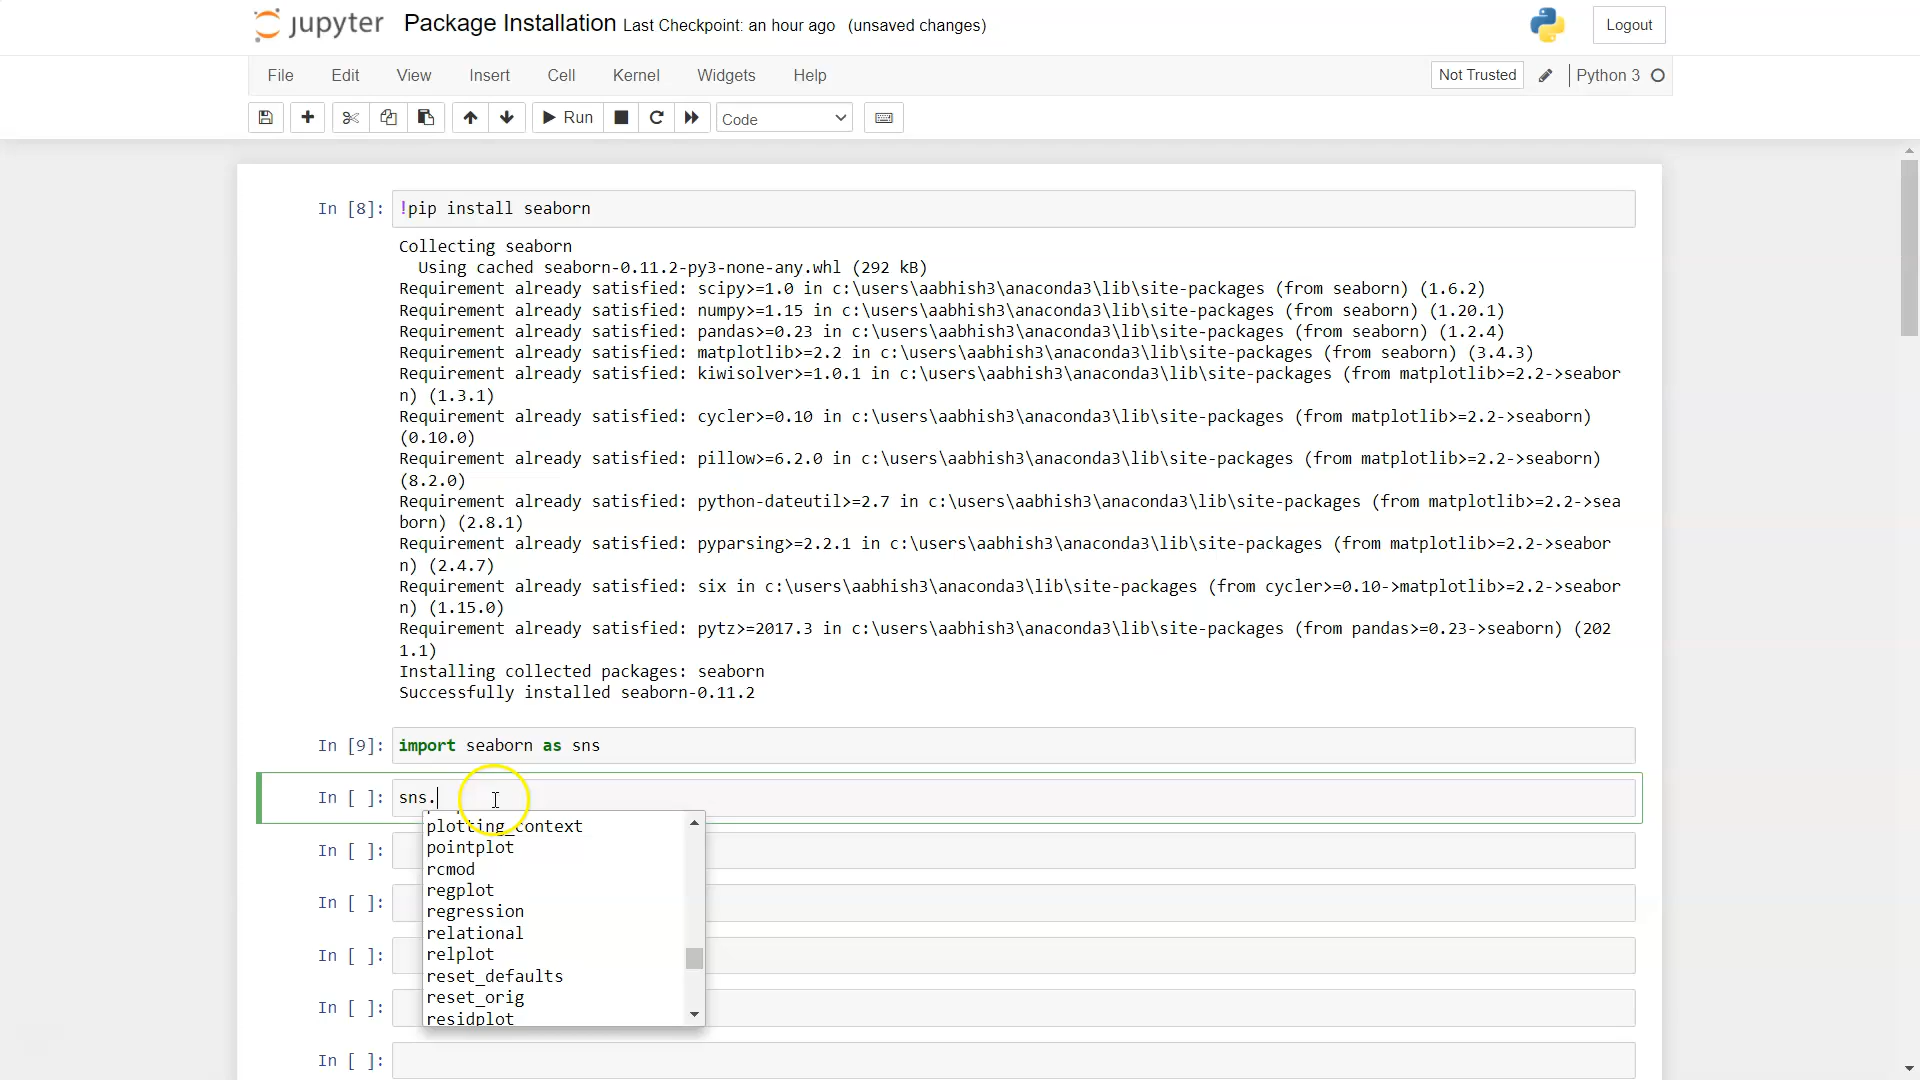 jupyter Package Installation Last Checkpoint: an hour ago (unsaved changes) Logout
File Edit View Insert Cell Kernel Widgets Help Not Trusted Python 3
Run Code
In [8]: !pip install seaborn
Collecting seaborn
Using cached seaborn-0.11.2-py3-none-any.whl (292 kB)
Requirement already satisfied: scipy>=1.0 in c:\users\aabhish3\anaconda3\lib\site-packages (from seaborn) (1.6.2)
Requirement already satisfied: numpy>=1.15 in c:\users\aabhish3\anaconda3\lib\site-packages (from seaborn) (1.20.1)
Requirement already satisfied: pandas>=0.23 in c:\users\aabhish3\anaconda3\lib\site-packages (from seaborn) (1.2.4)
Requirement already satisfied: matplotlib>=2.2 in c:\users\aabhish3\anaconda3\lib\site-packages (from seaborn) (3.4.3)
Requirement already satisfied: kiwisolver>=1.0.1 in c:\users\aabhish3\anaconda3\lib\site-packages (from matplotlib>=2.2->seabor
n) (1.3.1)
Requirement already satisfied: cycler>=0.10 in c:\users\aabhish3\anaconda3\lib\site-packages (from matplotlib>=2.2->seaborn)
(0.10.0)
Requirement already satisfied: pillow>=6.2.0 in c:\users\aabhish3\anaconda3\lib\site-packages (from matplotlib>=2.2->seaborn)
(8.2.0)
Requirement already satisfied: python-dateutil>=2.7 in c:\users\aabhish3\anaconda3\lib\site-packages (from matplotlib>=2.2->sea
born) (2.8.1)
Requirement already satisfied: pyparsing>=2.2.1 in c:\users\aabhish3\anaconda3\lib\site-packages (from matplotlib>=2.2->seabor
n) (2.4.7)
Requirement already satisfied: six in c:\users\aabhish3\anaconda3\lib\site-packages (from cycler>=0.10->matplotlib>=2.2->seabor
n) (1.15.0)
Requirement already satisfied: pytz>=2017.3 in c:\users\aabhish3\anaconda3\lib\site-packages (from pandas>=0.23->seaborn) (202
1.1)
Installing collected packages: seaborn
Successfully installed seaborn-0.11.2
In [9]: import seaborn as sns
In [ ]: sns.
plotting_context
In [ ]: pointplot
rcmod
regplot
In [ ]: regression
relational
In [ ]: relplot
reset_defaults
In [ ]: reset_orig
residplot
In [ ]: